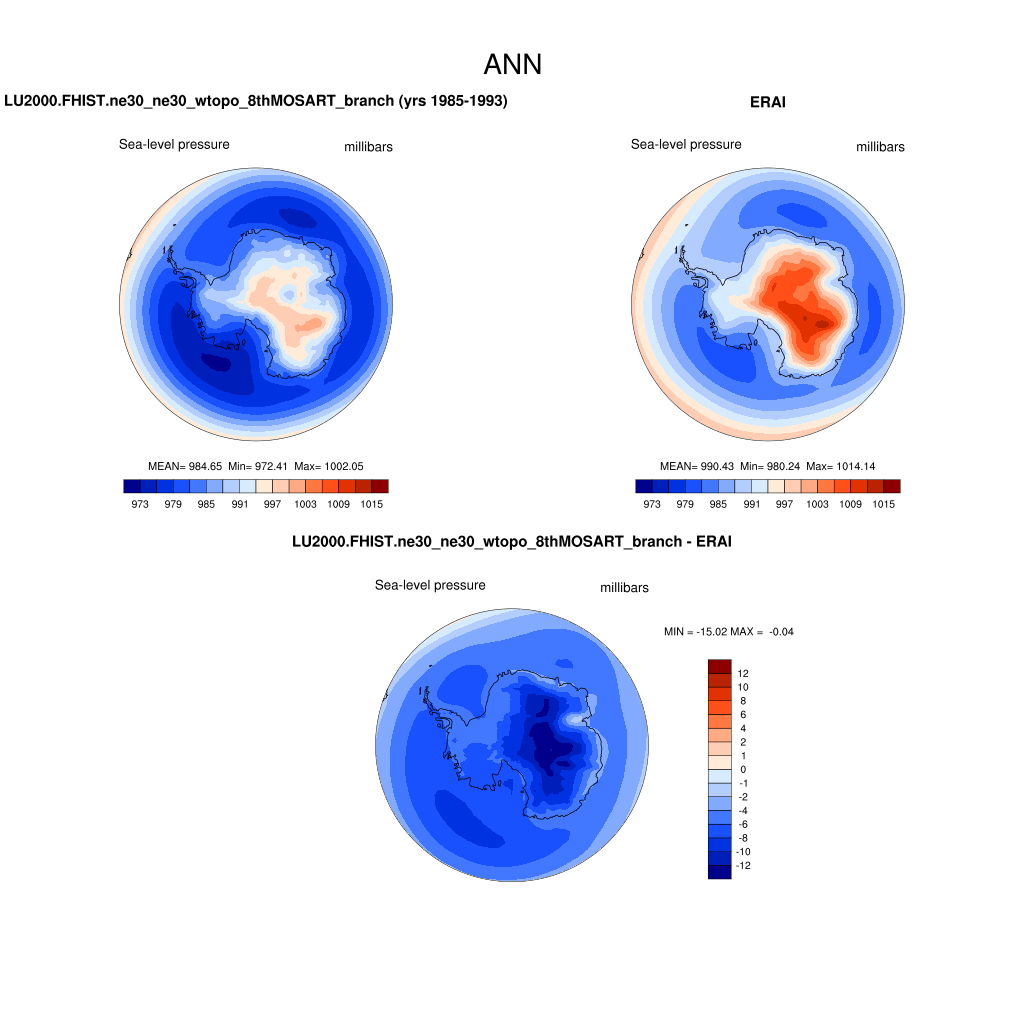 ANN
LU2000.FHIST.ne30_ne30_wtopo_8thMOSART_branch (yrs 1985-1993)
ERAI
Sea-level pressure millibars
Sea-level pressure millibars
MEAN= 984.65 Min= 972.41 Max= 1002.05
MEAN= 990.43 Min= 980.24 Max= 1014.14
973 979 985 991 997 1003 1009 1015
973 979 985 991 997 1003 1009 1015
LU2000.FHIST.ne30_ne30_wtopo_8thMOSART_branch - ERAI
Sea-level pressure millibars
MIN = -15.02 MAX = -0.04
12
10
8
6
4
2
1
0
-1
-2
-4
-6
-8
-10
-12